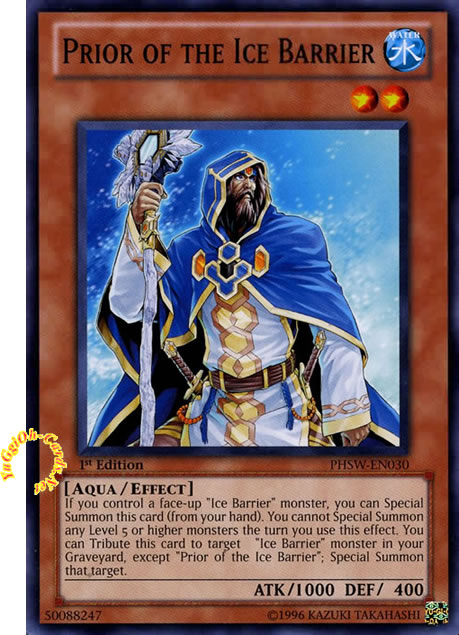 PRIOR OF THE ICE BARRIER
WATER
水
1st Edition
PHSW-EN030
YuGgiOh-Cards.Net
[AQUA / EFFECT]
If you control a face-up "Ice Barrier" monster, you can Special
Summon this card (from your hand). You cannot Special Summon
any Level 5 or higher monsters the turn you use this effect. You
can Tribute this card to target "Ice Barrier" monster in your
Graveyard, except "Prior of the Ice Barrier"; Special Summon
that target.
ATK/1000 DEF/ 400
50088247
©1996 KAZUKI TAKAHASHI